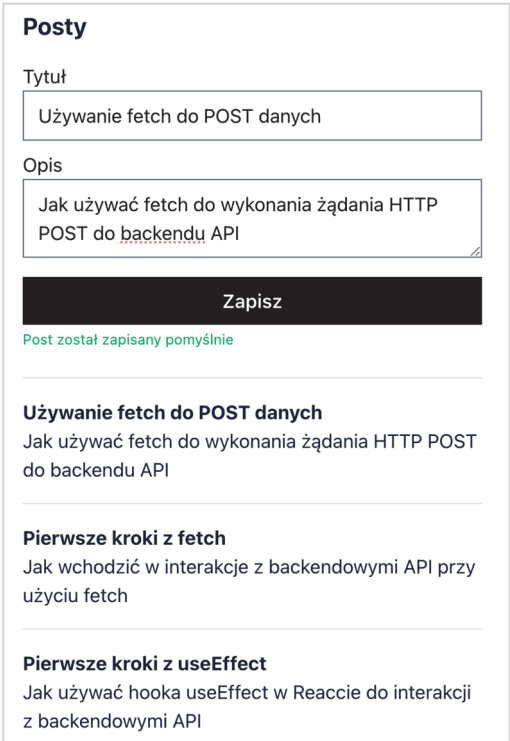 Posty
Tytuł
Używanie fetch do POST danych
Opis
Jak używać fetch do wykonania żądania HTTP
POST do backendu API
Zapisz
Post został zapisany pomyślnie
Używanie fetch do POST danych
Jak używać fetch do wykonania żądania HTTP POST
do backendu API
Pierwsze kroki z fetch
Jak wchodzić w interakcje z backendowymi API przy
użyciu fetch
Pierwsze kroki z useEffect
Jak używać hooka useEffect w Reaccie do interakcji
z backendowymi API